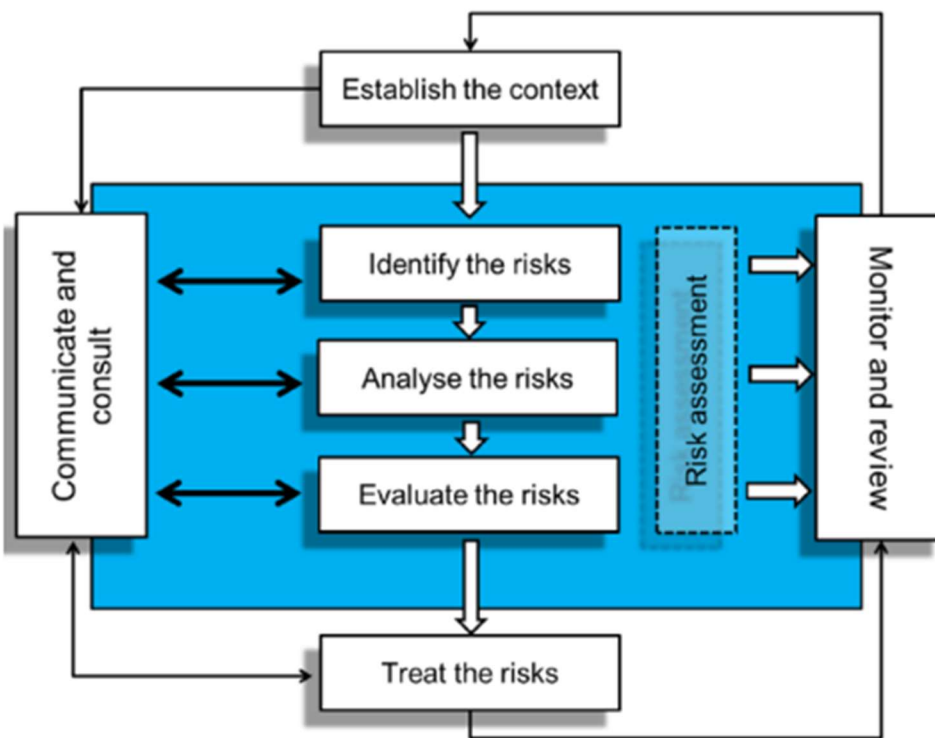 Establish the context
Identify the risks
Analyse the risks
Evaluate the risks
Treat the risks
Communicate and
consult
Risk assessment
Monitor and review